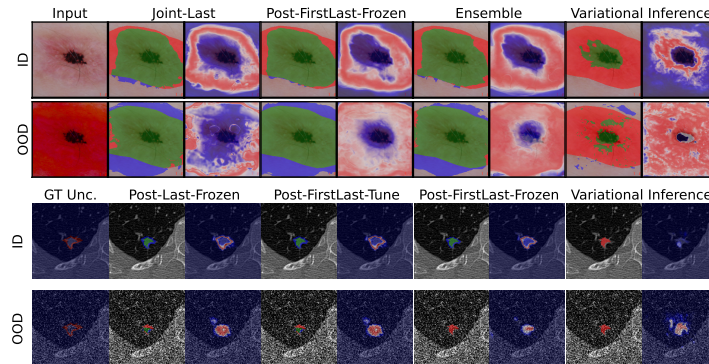 Input Joint-Last Post-FirstLast-Frozen Ensemble Variational Inference
ID
OOD
GT Unc. Post-Last-Frozen Post-FirstLast-Tune Post-FirstLast-Frozen Variational Inference
ID
OOD